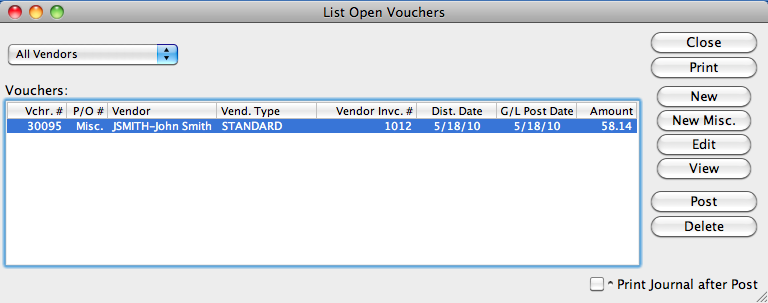 List Open Vouchers
All Vendors
Close
Print
Vouchers:
Vchr. # P/O # Vendor Vend. Type Vendor Invc. # Dist. Date G/L Post Date Amount
30095 Misc. JSMITH-John Smith STANDARD 1012 5/18/10 5/18/10 58.14
New
New Misc.
Edit
View
Post
Delete
^ Print Journal after Post